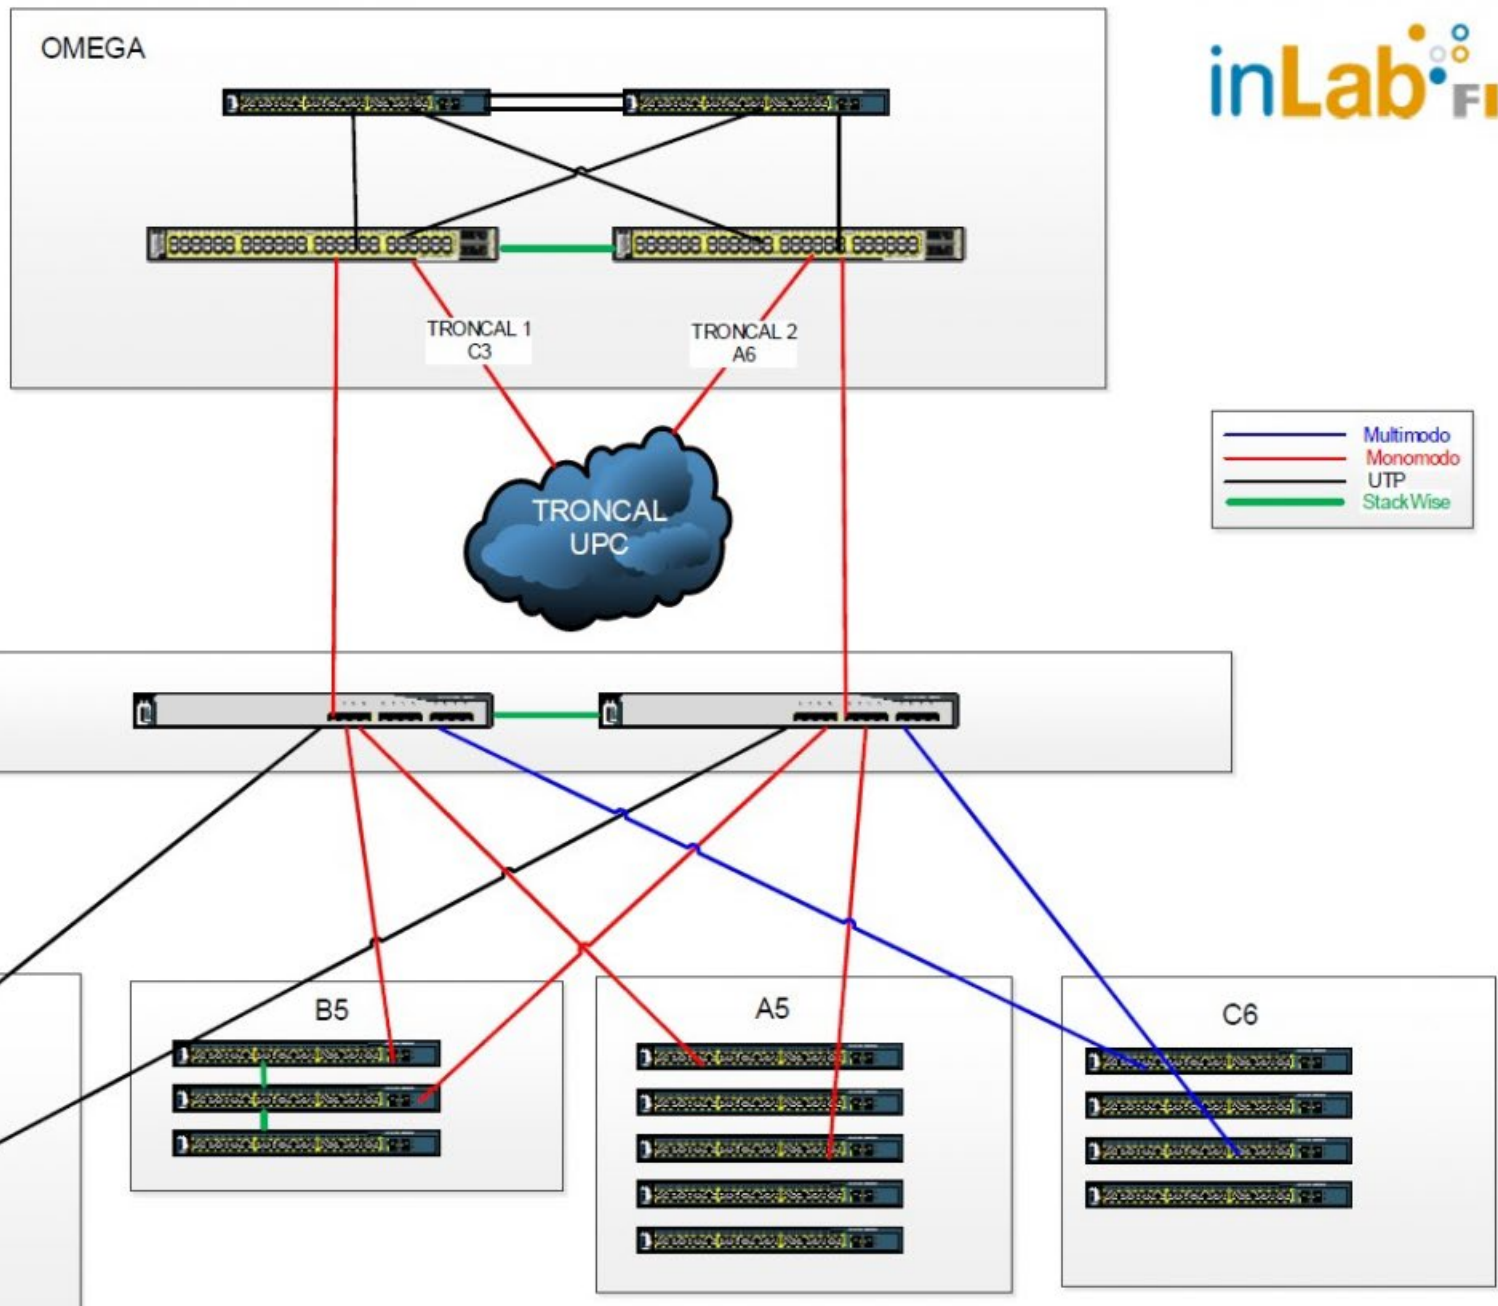 OMEGA
inLab FI
TRONCAL 1
C3
TRONCAL 2
A6
Multimodo
Monomodo
UTP
StackWise
TRONCAL
UPC
B5
A5
C6